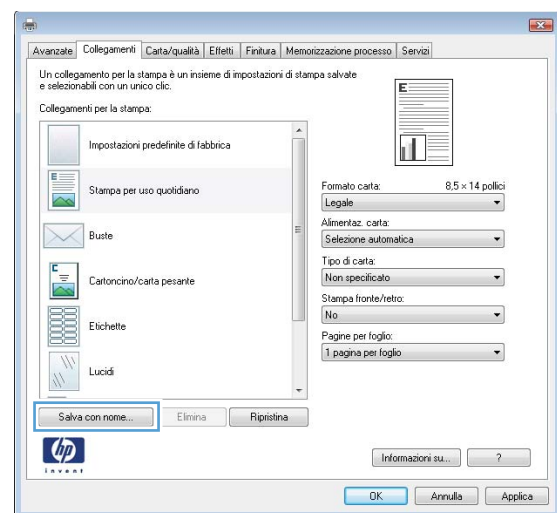 Avanzate Collegamenti Carta/qualità Effetti Finitura Memorizzazione processo Servizi
Un collegamento per la stampa è un insieme di impostazioni di stampa salvate
e selezionabili con un unico clic.
Collegamenti per la stampa:
Impostazioni predefinite di fabbrica
Stampa per uso quotidiano
Buste
Cartoncino/carta pesante
Etichette
Lucidi
Salva con nome... Elimina Ripristina
E
Formato carta: 8,5 × 14 pollici
Legale
Alimentaz. carta:
Selezione automatica
Tipo di carta:
Non specificato
Stampa fronte/retro:
No
Pagine per foglio:
1 pagina per foglio
hp
invent
Informazioni su... ?
OK Annulla Applica